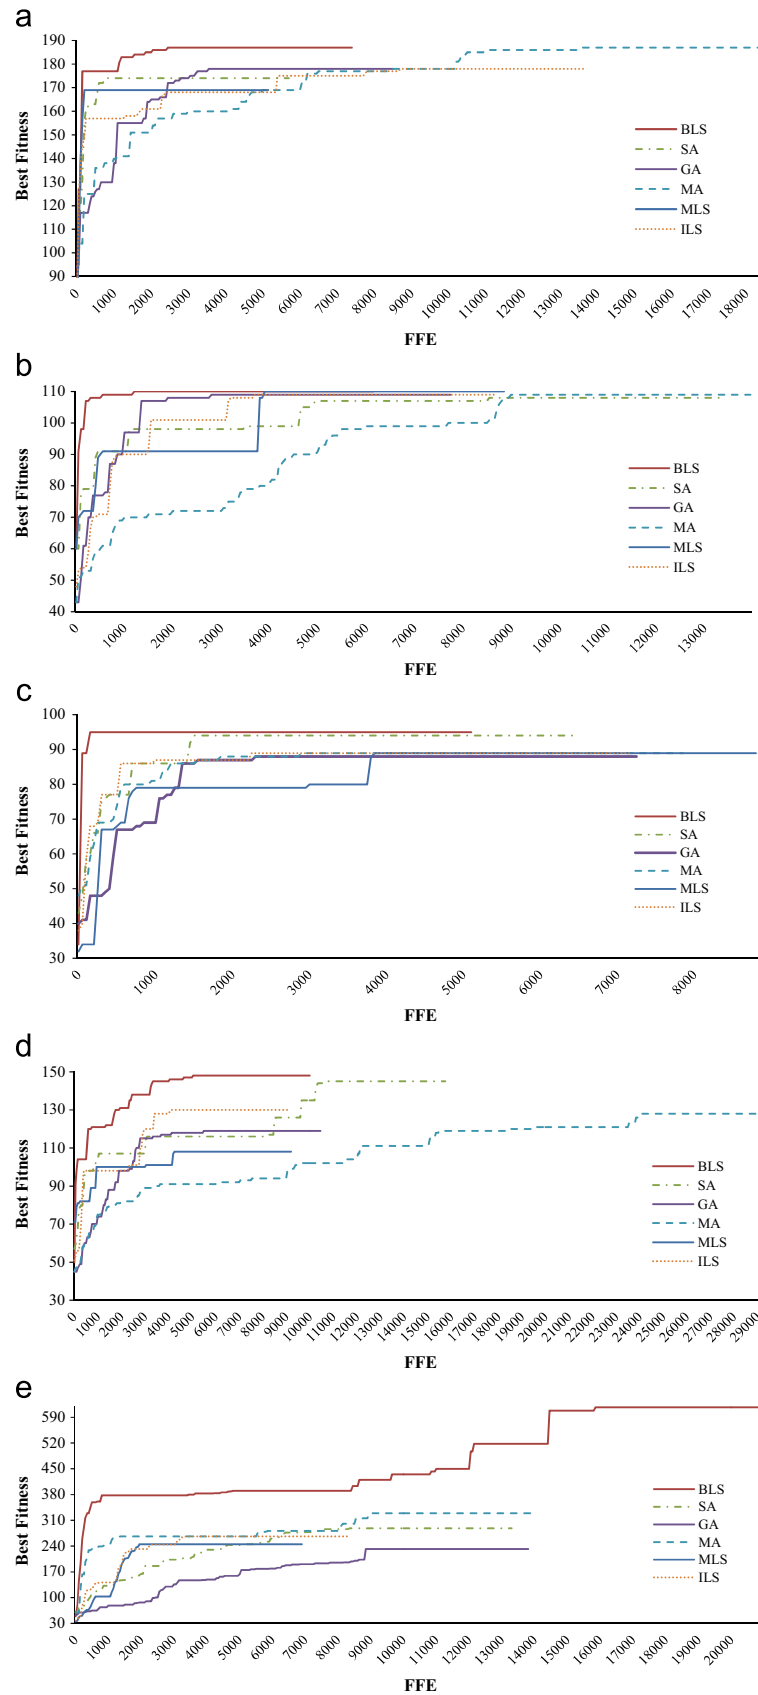 a
190
180
170
160
150
140
130
120
110
100
90
Best Fitness
BLS
SA
GA
MA
MLS
ILS
0 1000 2000 3000 4000 5000 6000 7000 8000 9000 10000 11000 12000 13000 14000 15000 16000 17000 18000
FFE
b
110
100
90
80
70
60
50
40
Best Fitness
BLS
SA
GA
MA
MLS
ILS
0 1000 2000 3000 4000 5000 6000 7000 8000 9000 10000 11000 12000 13000
FFE
c
100
90
80
70
60
50
40
30
Best Fitness
BLS
SA
GA
MA
MLS
ILS
0 1000 2000 3000 4000 5000 6000 7000 8000
FFE
d
150
130
110
90
70
50
30
Best Fitness
BLS
SA
GA
MA
MLS
ILS
0 1000 2000 3000 4000 5000 6000 7000 8000 9000 10000 11000 12000 13000 14000 15000 16000 17000 18000 19000 20000 21000 22000 23000 24000 25000 26000 27000 28000 29000
FFE
e
590
520
450
380
310
240
170
100
30
Best Fitness
BLS
SA
GA
MA
MLS
ILS
0 1000 2000 3000 4000 5000 6000 7000 8000 9000 10000 11000 12000 13000 14000 15000 16000 17000 18000 19000 20000
FFE